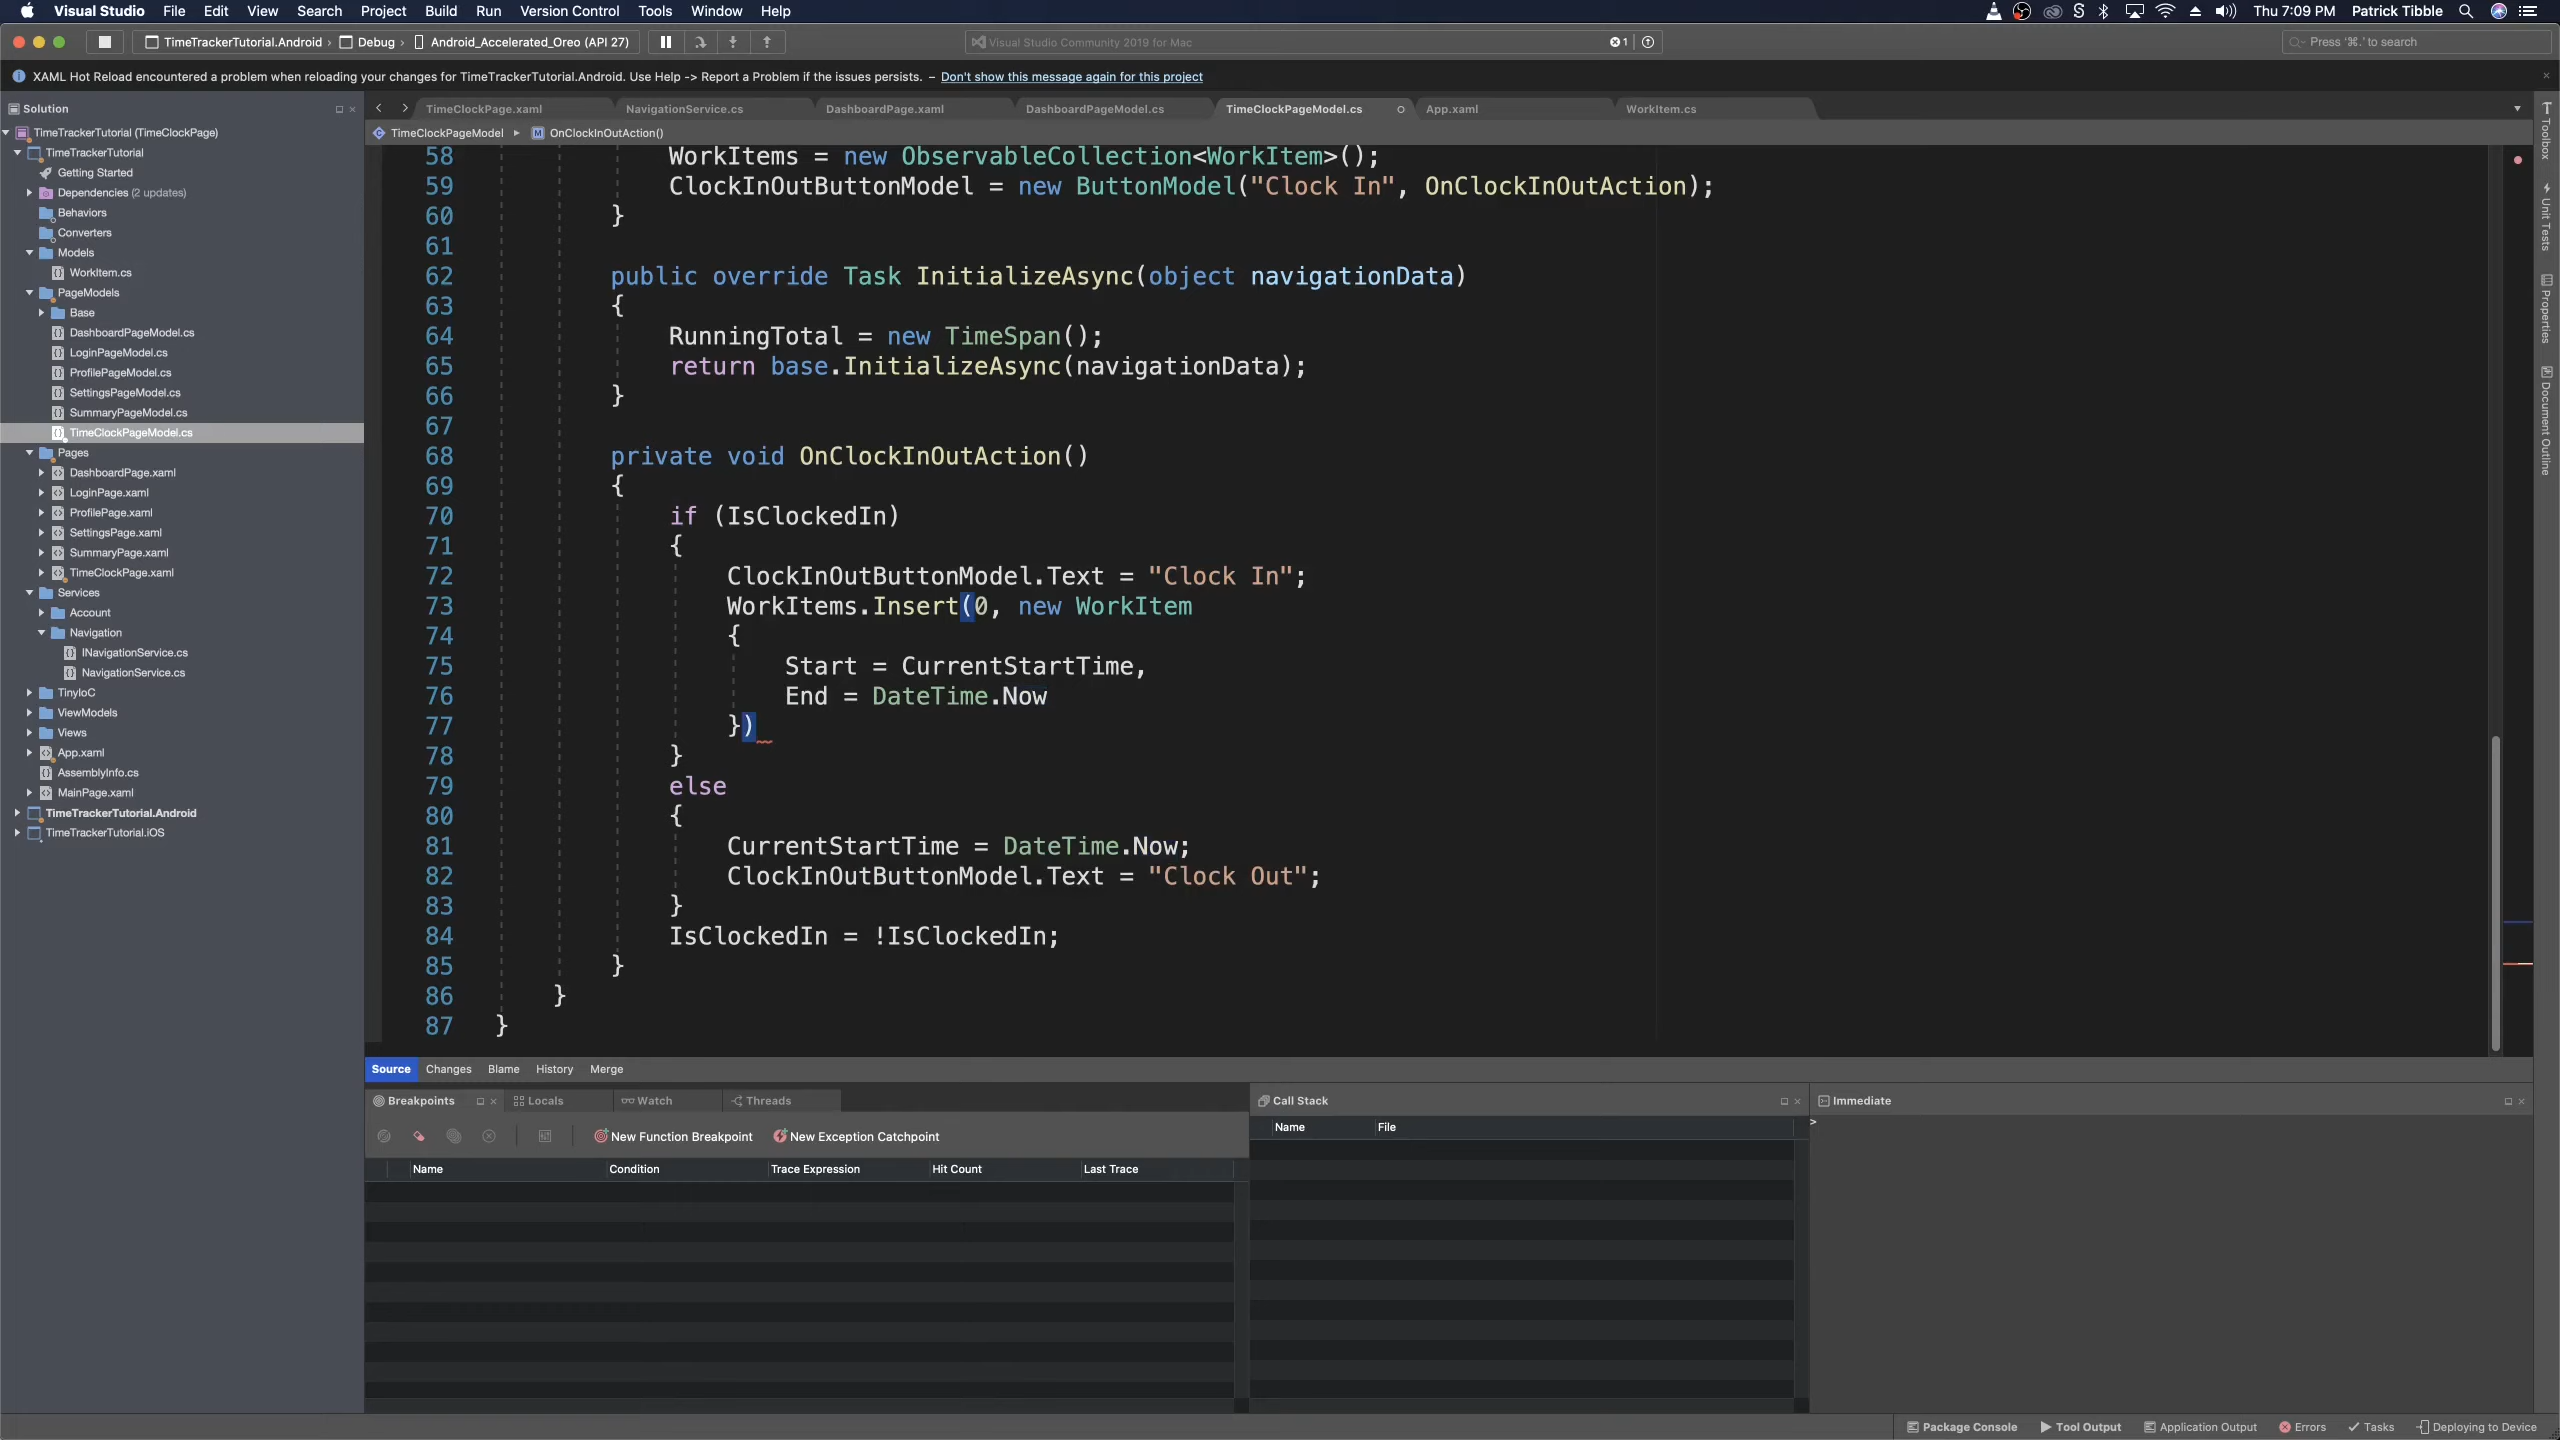 Visual Studio File Edit View Search Project Build Run Version Control Tools Window Help Thu 7:09 PM Patrick Tibble
TimeTrackerTutorial.Android › Debug › Android_Accelerated_Oreo (API 27) Visual Studio Community 2019 for Mac 1 Press '⌘.' to search
XAML Hot Reload encountered a problem when reloading your changes for TimeTrackerTutorial.Android. Use Help -> Report a Problem if the issues persists. – Don't show this message again for this project
Solution
TimeTrackerTutorial (TimeClockPage)
TimeTrackerTutorial
Getting Started
Dependencies (2 updates)
Behaviors
Converters
Models
WorkItem.cs
PageModels
Base
DashboardPageModel.cs
LoginPageModel.cs
ProfilePageModel.cs
SettingsPageModel.cs
SummaryPageModel.cs
TimeClockPageModel.cs
Pages
DashboardPage.xaml
LoginPage.xaml
ProfilePage.xaml
SettingsPage.xaml
SummaryPage.xaml
TimeClockPage.xaml
Services
Account
Navigation
INavigationService.cs
NavigationService.cs
TinyIoC
ViewModels
Views
App.xaml
AssemblyInfo.cs
MainPage.xaml
TimeTrackerTutorial.Android
TimeTrackerTutorial.iOS
TimeClockPage.xaml NavigationService.cs DashboardPage.xaml DashboardPageModel.cs TimeClockPageModel.cs App.xaml WorkItem.cs
TimeClockPageModel ▸ M OnClockInOutAction()
58 WorkItems = new ObservableCollection<WorkItem>();
59 ClockInOutButtonModel = new ButtonModel("Clock In", OnClockInOutAction);
60 }
61
62 public override Task InitializeAsync(object navigationData)
63 {
64 RunningTotal = new TimeSpan();
65 return base.InitializeAsync(navigationData);
66 }
67
68 private void OnClockInOutAction()
69 {
70 if (IsClockedIn)
71 {
72 ClockInOutButtonModel.Text = "Clock In";
73 WorkItems.Insert(0, new WorkItem
74 {
75 Start = CurrentStartTime,
76 End = DateTime.Now
77 })
78 }
79 else
80 {
81 CurrentStartTime = DateTime.Now;
82 ClockInOutButtonModel.Text = "Clock Out";
83 }
84 IsClockedIn = !IsClockedIn;
85 }
86 }
87 }
Toolbox
Unit Tests
Properties
Document Outline
Source Changes Blame History Merge
Breakpoints Locals Watch Threads
New Function Breakpoint New Exception Catchpoint
Name Condition Trace Expression Hit Count Last Trace
Call Stack
Name File
Immediate
>
Package Console Tool Output Application Output Errors Tasks Deploying to Device